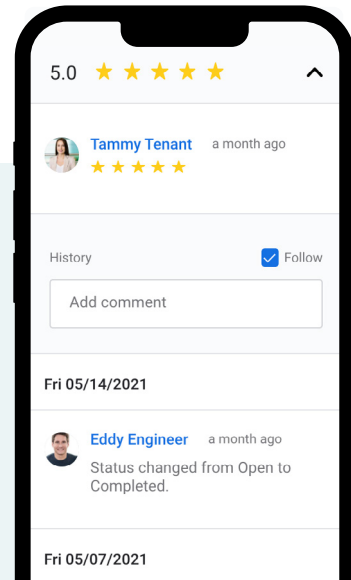 5.0
Tammy Tenant a month ago
History Follow
Add comment
Fri 05/14/2021
Eddy Engineer a month ago
Status changed from Open to
Completed.
Fri 05/07/2021